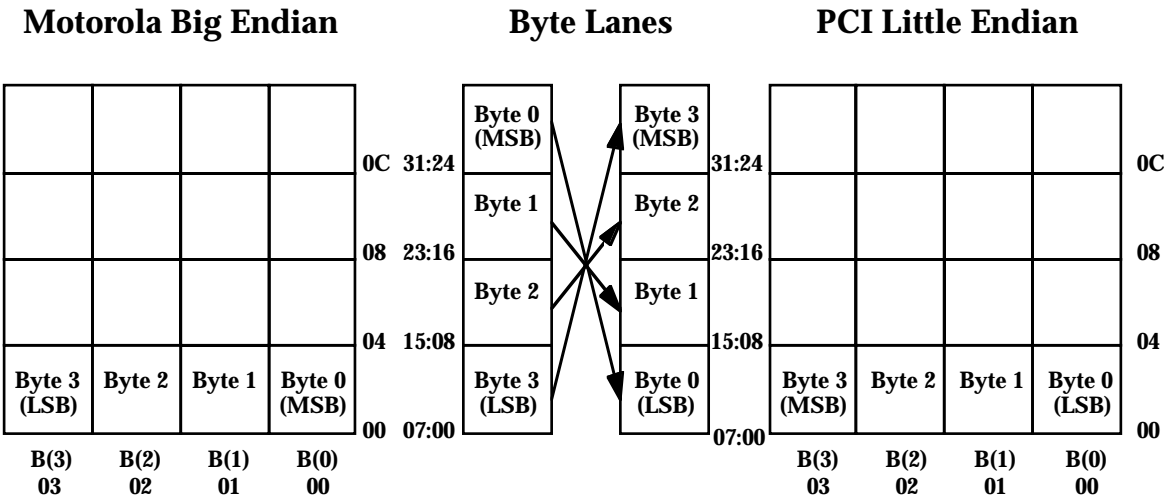 Motorola Big Endian
Byte Lanes
PCI Little Endian
Byte 0
(MSB)
Byte 3
(MSB)
0C
31:24
31:24
0C
Byte 1
Byte 2
08
23:16
23:16
08
Byte 2
Byte 1
04
15:08
15:08
04
Byte 3
(LSB)
Byte 2
Byte 1
Byte 0
(MSB)
Byte 3
(LSB)
Byte 0
(LSB)
Byte 3
(MSB)
Byte 2
Byte 1
Byte 0
(LSB)
00
07:00
07:00
00
B(3)
B(2)
B(1)
B(0)
B(3)
B(2)
B(1)
B(0)
03
02
01
00
03
02
01
00